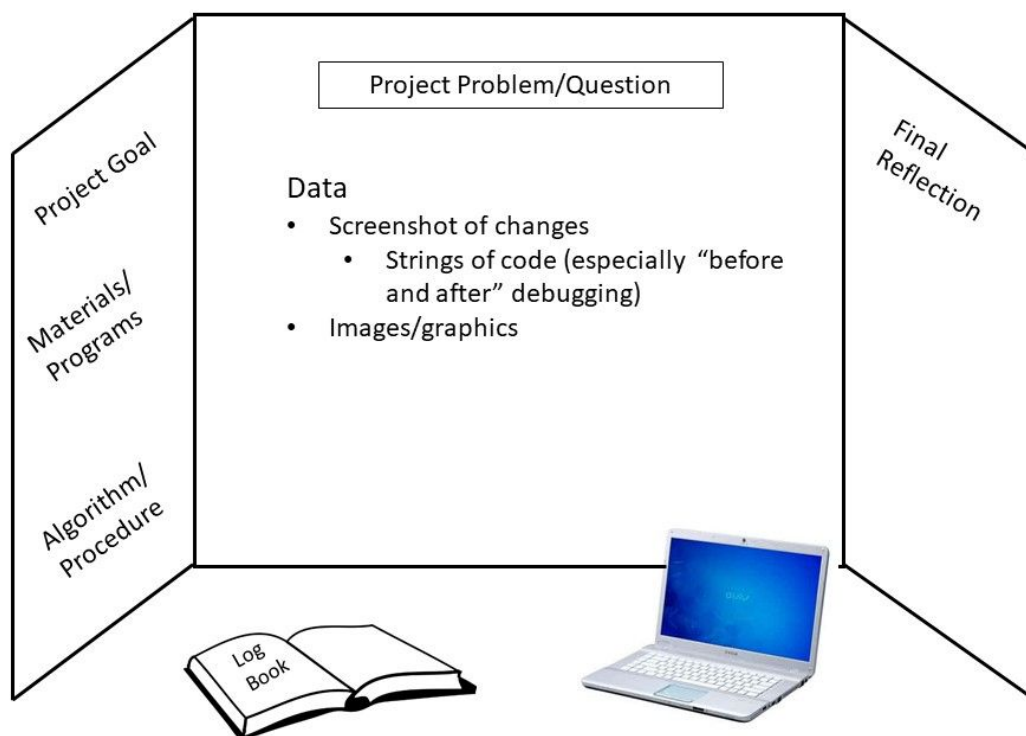 Project Problem/Question
Project Goal
Materials/
Programs
Algorithm/
Procedure
Data
• Screenshot of changes
• Strings of code (especially “before
and after” debugging)
• Images/graphics
Final
Reflection
Log
Book